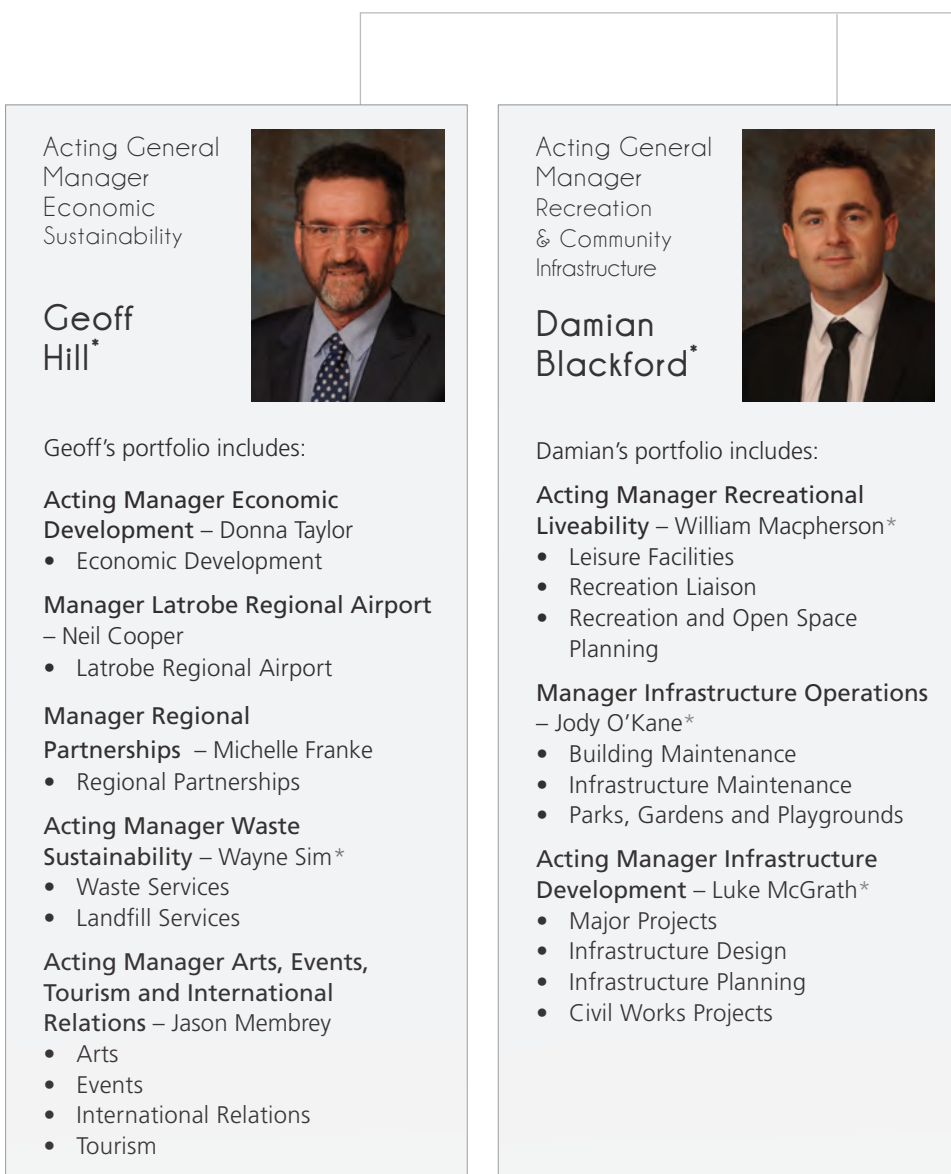 Acting General
Manager
Economic
Sustainability
Geoff
Hill*
Geoff's portfolio includes:
Acting Manager Economic
Development – Donna Taylor
• Economic Development
Manager Latrobe Regional Airport
– Neil Cooper
• Latrobe Regional Airport
Manager Regional
Partnerships – Michelle Franke
• Regional Partnerships
Acting Manager Waste
Sustainability – Wayne Sim*
• Waste Services
• Landfill Services
Acting Manager Arts, Events,
Tourism and International
Relations – Jason Membrey
• Arts
• Events
• International Relations
• Tourism
Acting General
Manager
Recreation
& Community
Infrastructure
Damian
Blackford*
Damian's portfolio includes:
Acting Manager Recreational
Liveability – William Macpherson*
• Leisure Facilities
• Recreation Liaison
• Recreation and Open Space
Planning
Manager Infrastructure Operations
– Jody O'Kane*
• Building Maintenance
• Infrastructure Maintenance
• Parks, Gardens and Playgrounds
Acting Manager Infrastructure
Development – Luke McGrath*
• Major Projects
• Infrastructure Design
• Infrastructure Planning
• Civil Works Projects